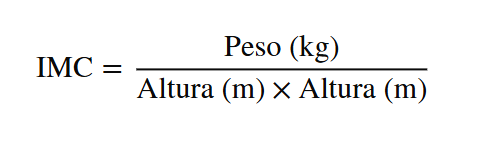 IMC = Peso (kg)
Altura (m) × Altura (m)